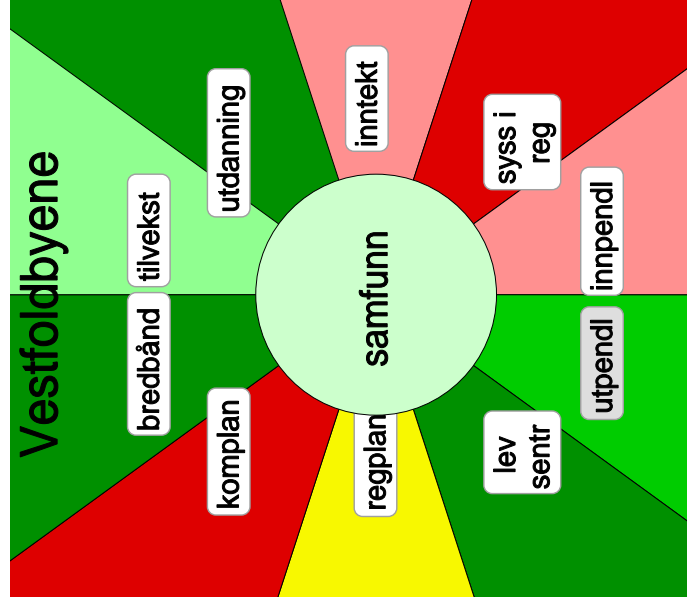 Vestfoldbyene
bredbånd
tilvekst
komplan
utdanning
regplan
samfunn
inntekt
lev
sentr
syss i
reg
utpendl
innpendl